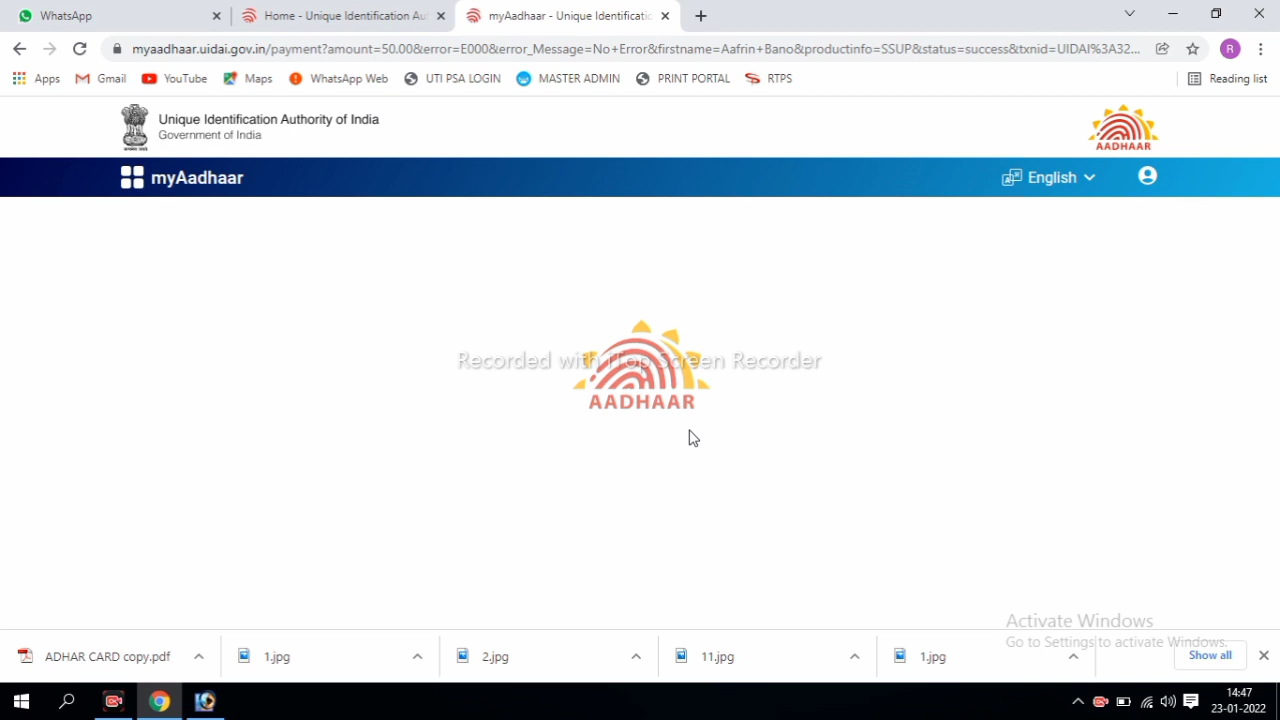 WhatsApp
Home - Unique Identification Aut
myAadhaar - Unique Identificatic
myaadhaar.uidai.gov.in/payment?amount=50.00&error=E000&error_Message=No+Error&firstname=Aafrin+Bano&productinfo=SSUP&status=success&txnid=UIDAI%3A32...
R
Apps
Gmail
YouTube
Maps
WhatsApp Web
UTI PSA LOGIN
MASTER ADMIN
PRINT PORTAL
RTPS
Reading list
Unique Identification Authority of India
Government of India
AADHAAR
myAadhaar
English
Recorded with iTop Screen Recorder
AADHAAR
Activate Windows
Go to Settings to activate Windows.
ADHAR CARD copy.pdf
1.jpg
2.jpg
11.jpg
1.jpg
Show all
14:47
23-01-2022